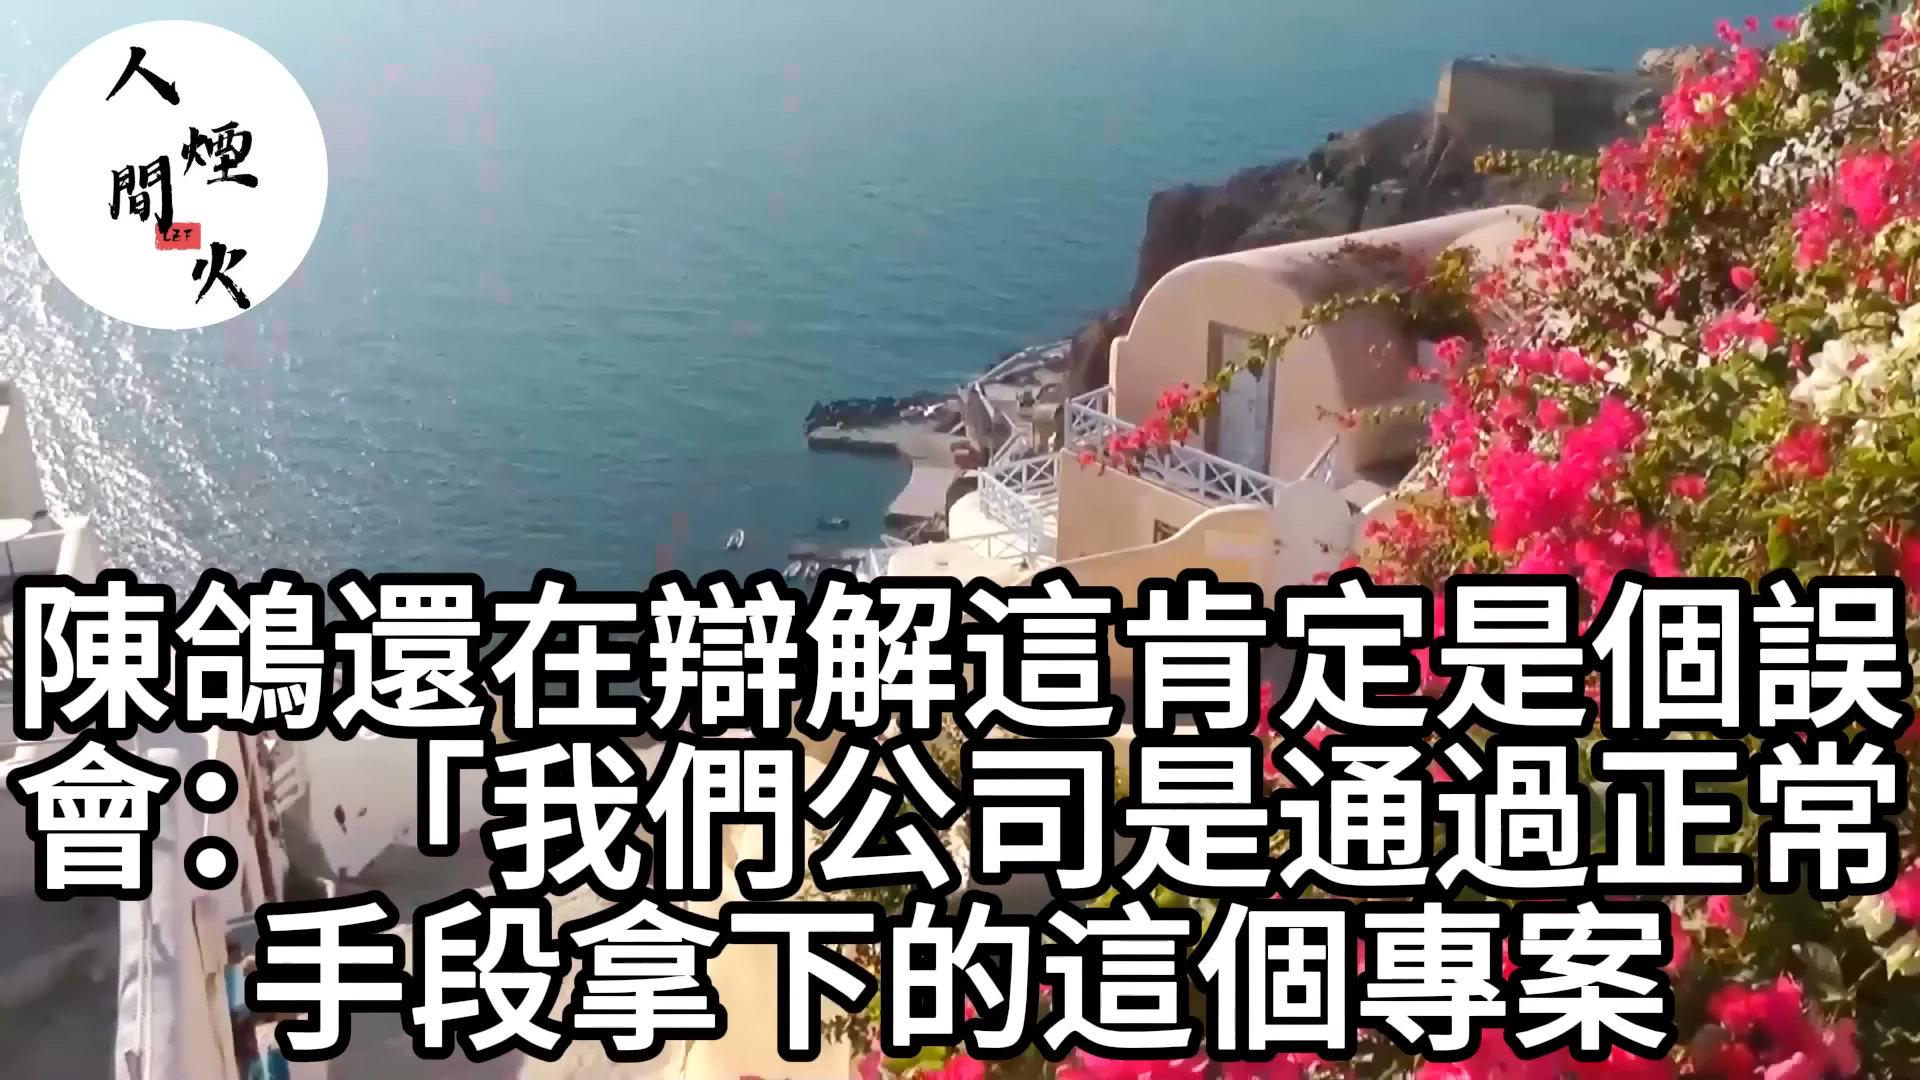 人間煙火
LZF
陳鴿還在辯解這肯定是個誤
會：「我們公司是通過正常
手段拿下的這個專案